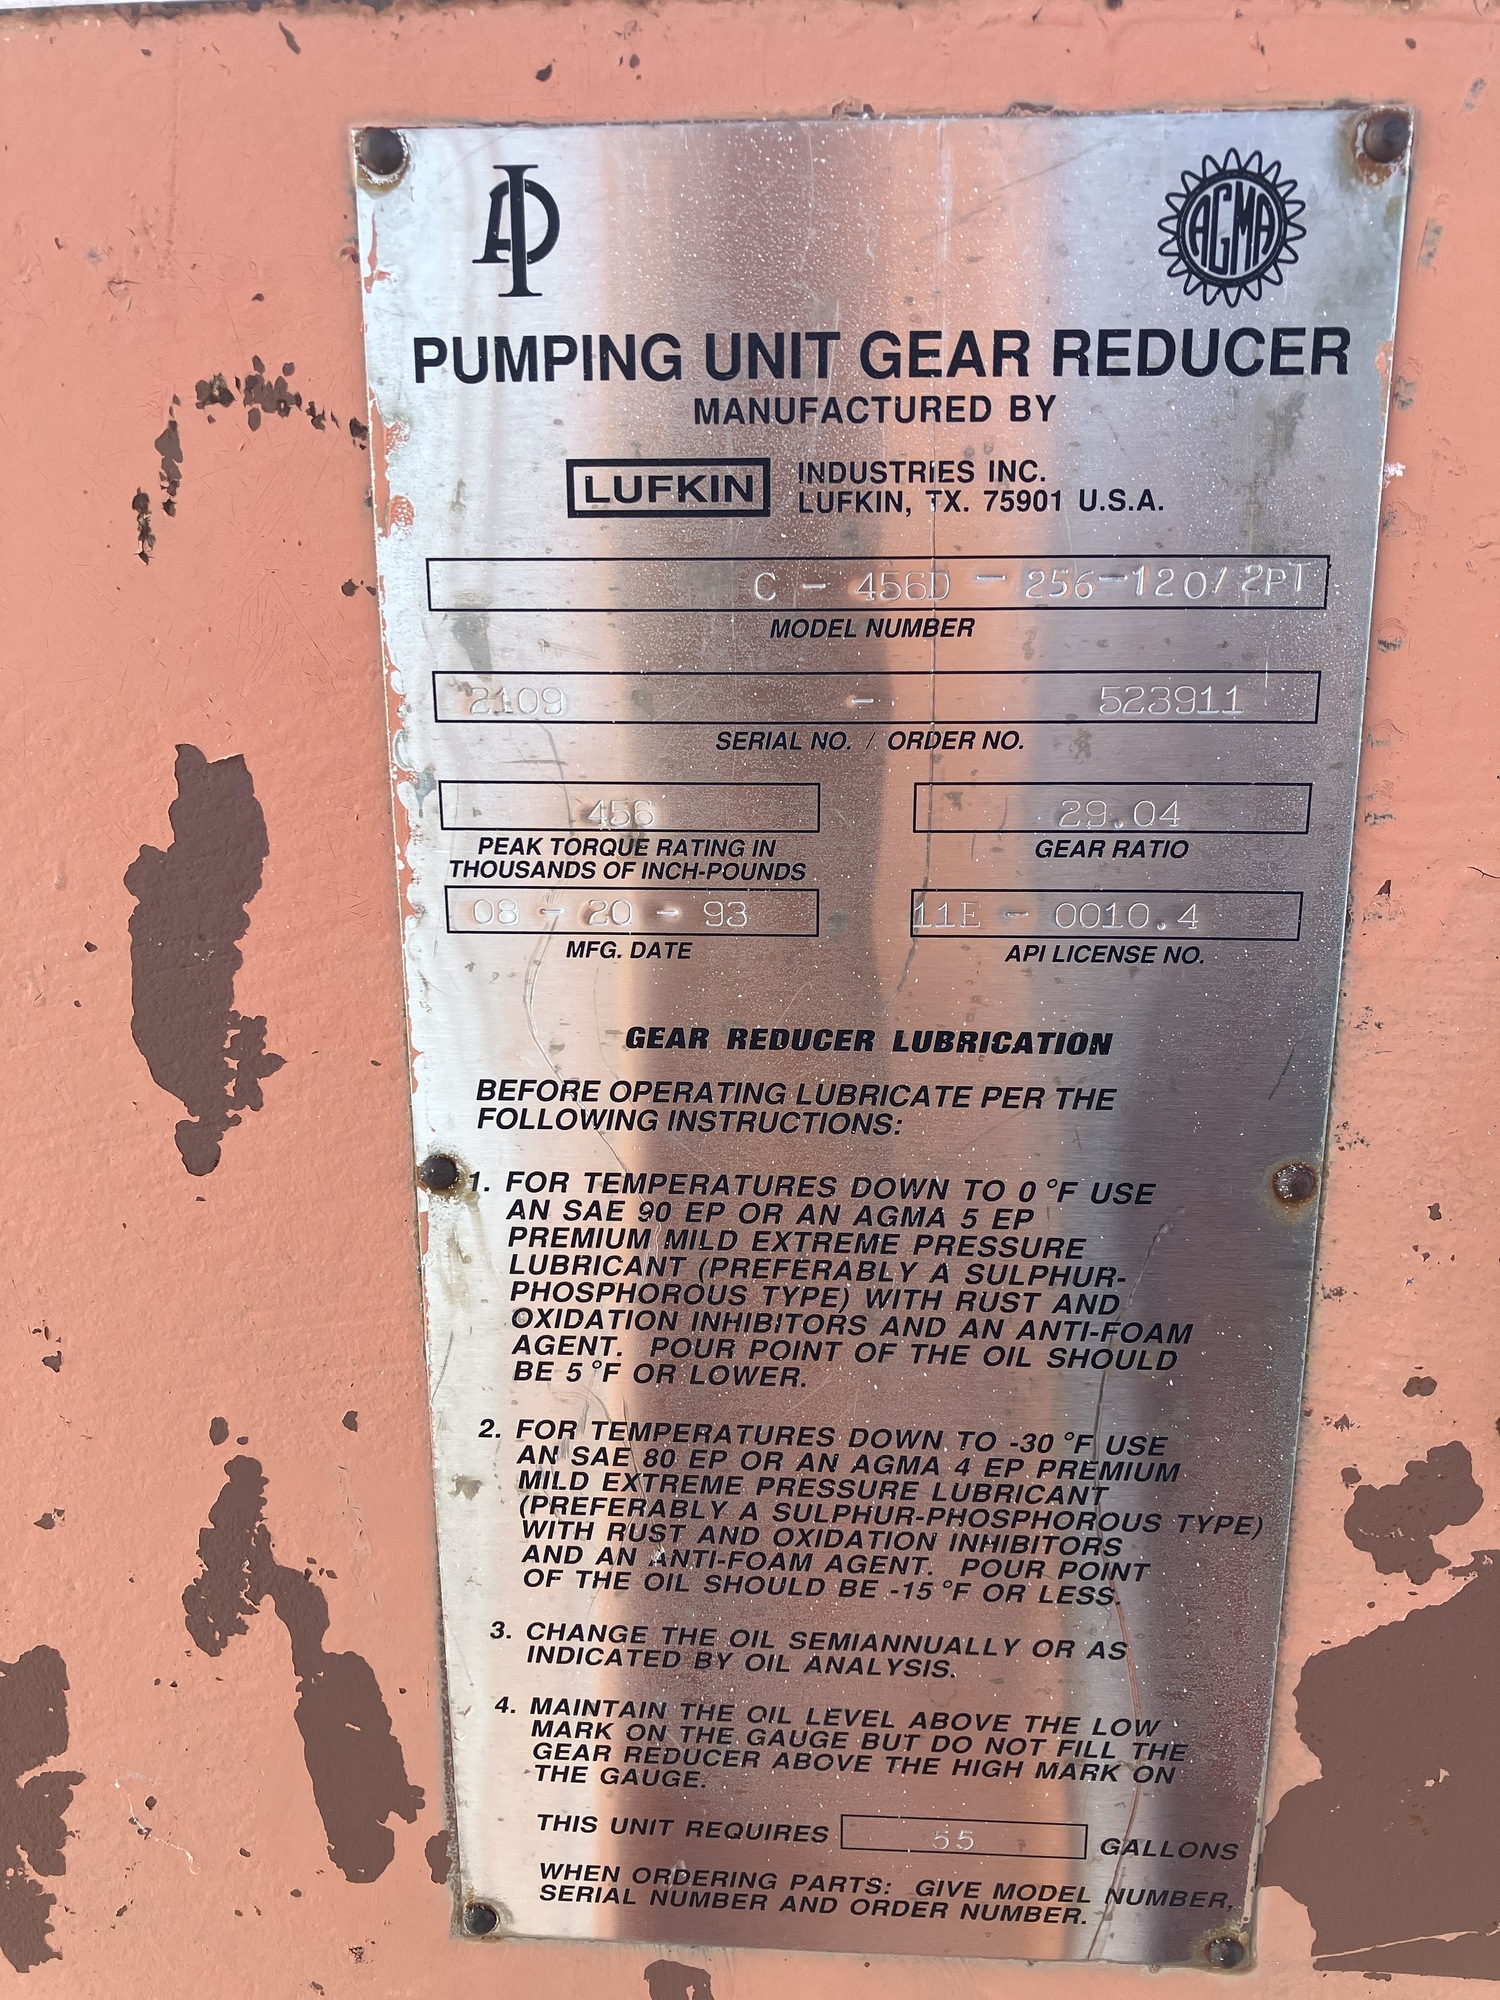 API
AGMA
PUMPING UNIT GEAR REDUCER
MANUFACTURED BY
LUFKIN INDUSTRIES INC.
LUFKIN, TX. 75901 U.S.A.
C - 456D - 256-120/2PT
MODEL NUMBER
2109 - 523911
SERIAL NO. / ORDER NO.
456 29.04
PEAK TORQUE RATING IN GEAR RATIO
THOUSANDS OF INCH-POUNDS
08 - 20 - 93 11E - 0010.4
MFG. DATE API LICENSE NO.
GEAR REDUCER LUBRICATION
BEFORE OPERATING LUBRICATE PER THE
FOLLOWING INSTRUCTIONS:
1. FOR TEMPERATURES DOWN TO 0 °F USE
AN SAE 90 EP OR AN AGMA 5 EP
PREMIUM MILD EXTREME PRESSURE
LUBRICANT (PREFERABLY A SULPHUR-
PHOSPHOROUS TYPE) WITH RUST AND
OXIDATION INHIBITORS AND AN ANTI-FOAM
AGENT. POUR POINT OF THE OIL SHOULD
BE 5 °F OR LOWER.
2. FOR TEMPERATURES DOWN TO -30 °F USE
AN SAE 80 EP OR AN AGMA 4 EP PREMIUM
MILD EXTREME PRESSURE LUBRICANT
(PREFERABLY A SULPHUR-PHOSPHOROUS TYPE)
WITH RUST AND OXIDATION INHIBITORS
AND AN ANTI-FOAM AGENT. POUR POINT
OF THE OIL SHOULD BE -15 °F OR LESS.
3. CHANGE THE OIL SEMIANNUALLY OR AS
INDICATED BY OIL ANALYSIS.
4. MAINTAIN THE OIL LEVEL ABOVE THE LOW
MARK ON THE GAUGE BUT DO NOT FILL THE
GEAR REDUCER ABOVE THE HIGH MARK ON
THE GAUGE.
THIS UNIT REQUIRES 55 GALLONS
WHEN ORDERING PARTS: GIVE MODEL NUMBER,
SERIAL NUMBER AND ORDER NUMBER.